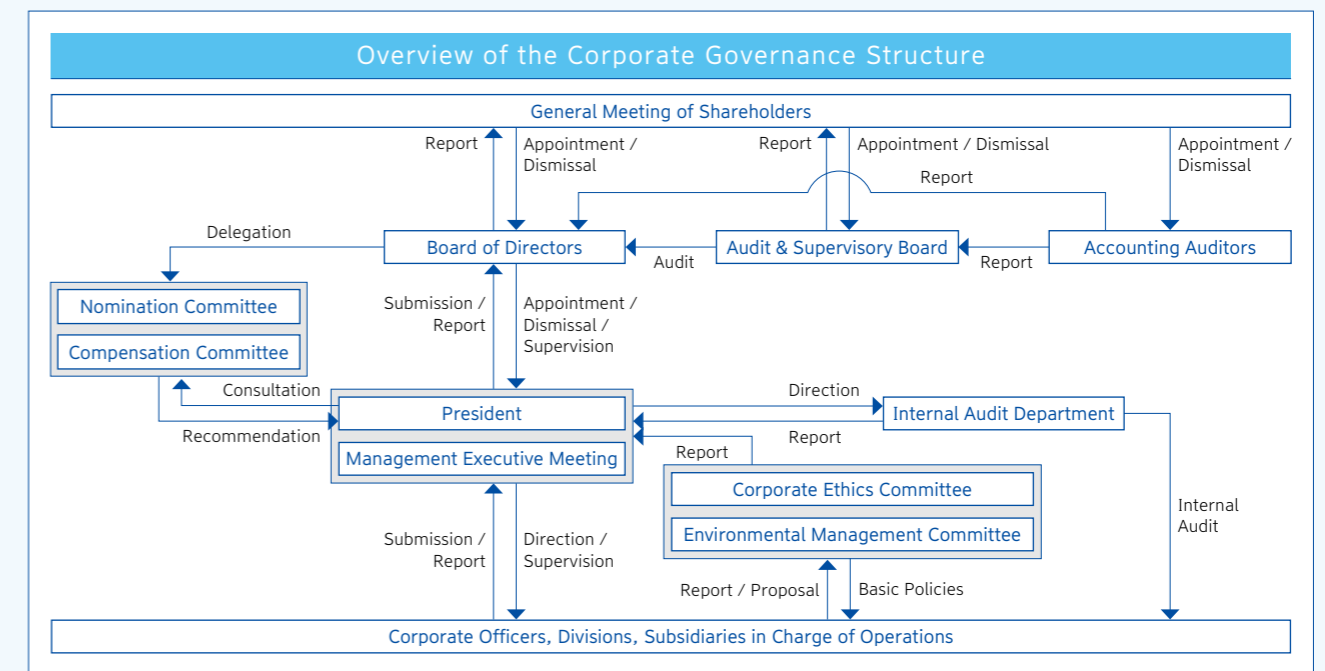 Overview of the Corporate Governance Structure
General Meeting of Shareholders
Report
Appointment /
Dismissal
Report
Appointment / Dismissal
Appointment /
Dismissal
Report
Delegation
Board of Directors
Audit
Audit & Supervisory Board
Report
Accounting Auditors
Nomination Committee
Compensation Committee
Submission /
Report
Appointment /
Dismissal /
Supervision
Consultation
Recommendation
President
Management Executive Meeting
Direction
Report
Internal Audit Department
Report
Corporate Ethics Committee
Environmental Management Committee
Internal
Audit
Submission /
Report
Direction /
Supervision
Report / Proposal
Basic Policies
Corporate Officers, Divisions, Subsidiaries in Charge of Operations